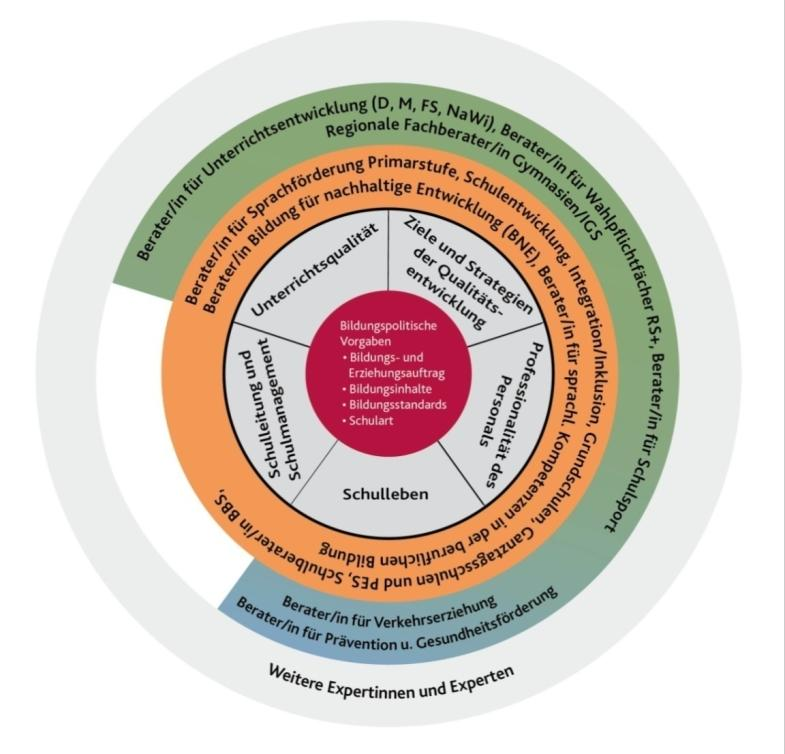 Berater/in für Unterrichtsentwicklung (D, M, FS, NaWi), Berater/in für Wahlpflichtfächer RS+, Berater/in für Schulsport
Regionale Fachberater/in Gymnasien/IGS
Berater/in für Sprachförderung Primarstufe, Schulentwicklung, Integration/Inklusion, Grundschulen, Ganztagsschulen und PES, Schulberater/in BBS,
Berater/in Bildung für nachhaltige Entwicklung (BNE), Berater/in für sprachl. Kompetenzen in der beruflichen Bildung
Unterrichtsqualität
Ziele und Strategien
der Qualitäts-
entwicklung
Professionalität des
Personals
Schulleben
Schulleitung und
Schulmanagement
Bildungspolitische
Vorgaben
• Bildungs- und
Erziehungsauftrag
• Bildungsinhalte
• Bildungsstandards
• Schulart
Berater/in für Verkehrserziehung
Berater/in für Prävention u. Gesundheitsförderung
Weitere Expertinnen und Experten